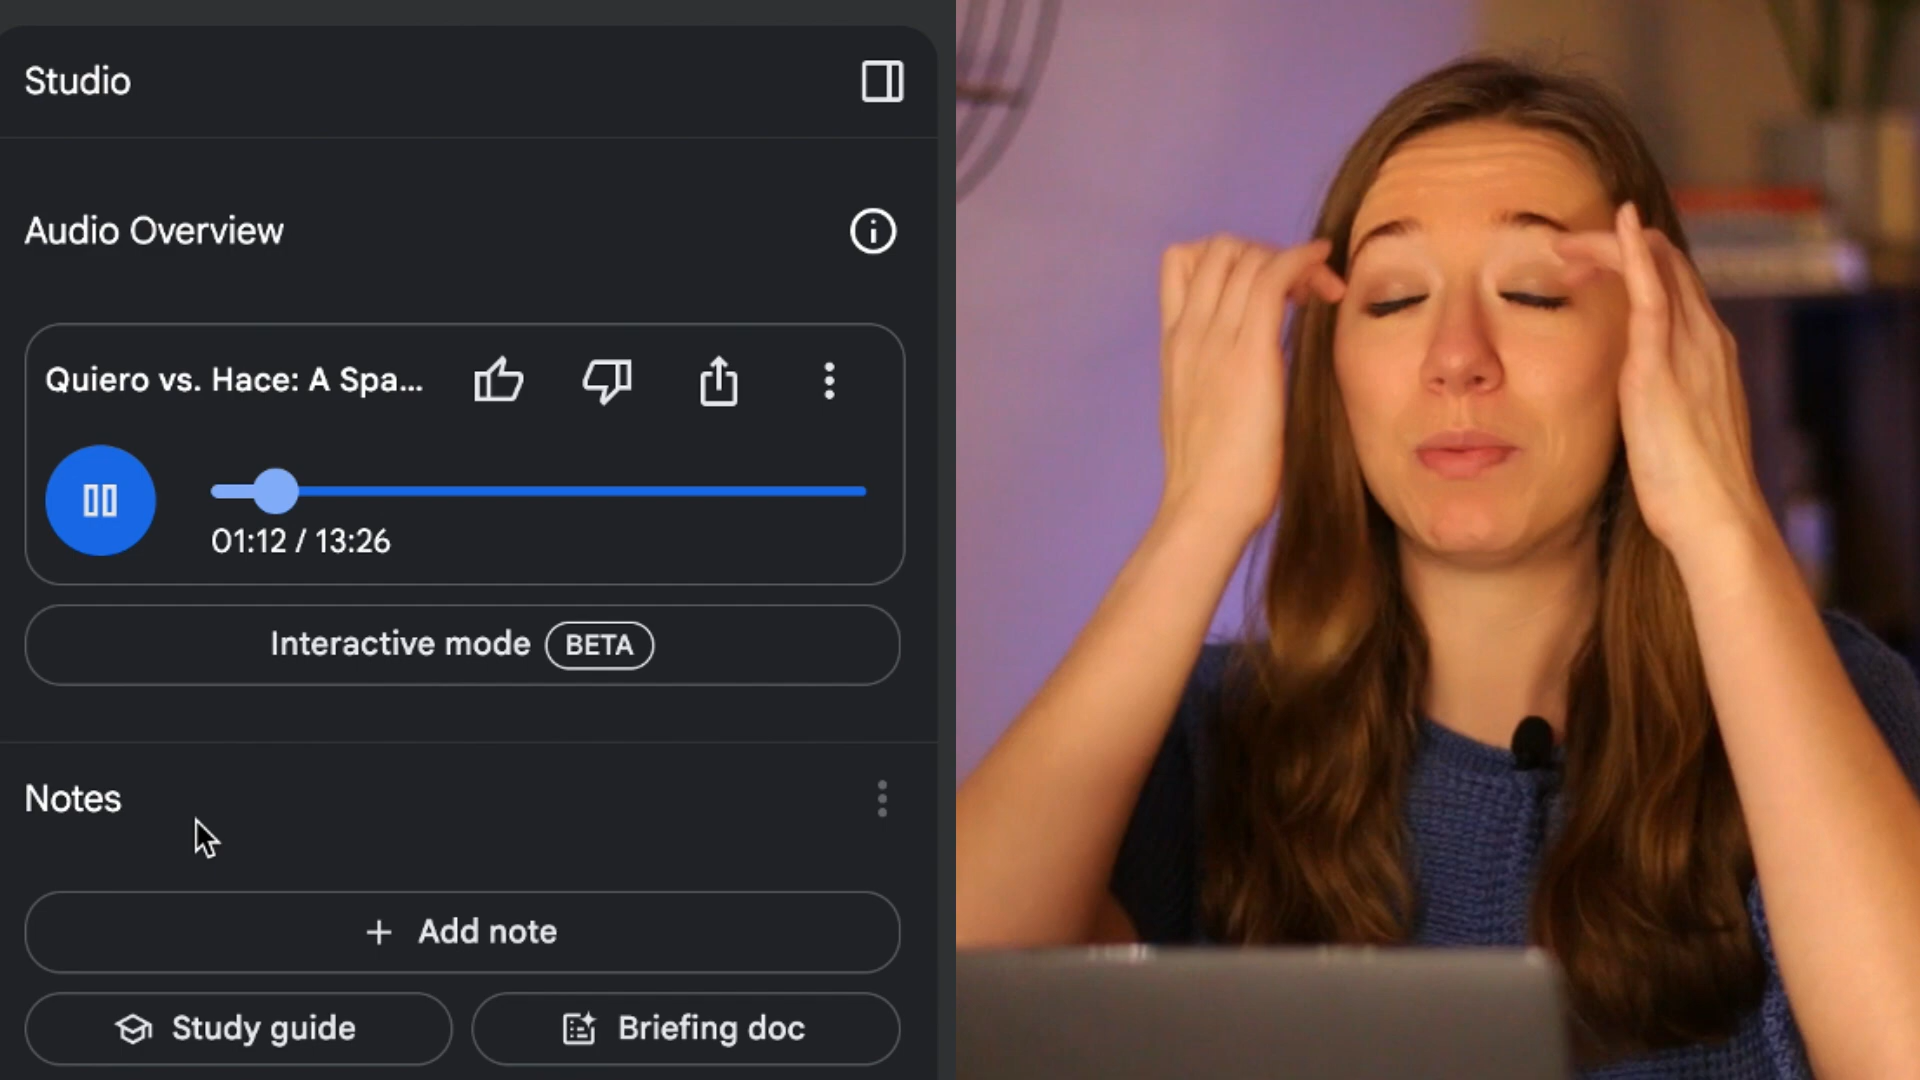 Studio
Audio Overview
Quiero vs. Hace: A Spa...
01:12 / 13:26
Interactive mode BETA
Notes
+ Add note
Study guide
Briefing doc